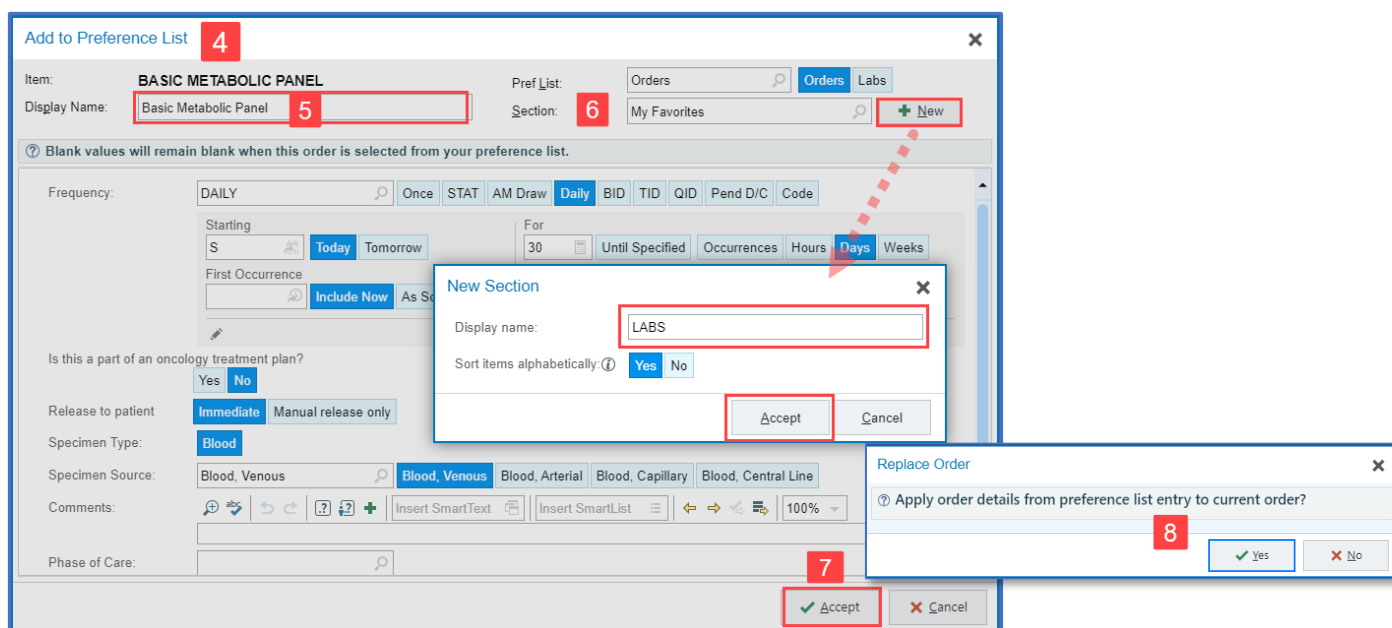 Add to Preference List 4
Item: BASIC METABOLIC PANEL Pref List: Orders Orders Labs
Display Name: Basic Metabolic Panel 5 Section: 6 My Favorites New
Blank values will remain blank when this order is selected from your preference list.
Frequency: DAILY Once STAT AM Draw Daily BID TID QID Pend D/C Code
Starting For
S Today Tomorrow 30 Until Specified Occurrences Hours Days Weeks
First Occurrence
Include Now As Sc
New Section
Display name: LABS
Sort items alphabetically: Yes No
Accept Cancel
Is this a part of an oncology treatment plan?
Yes No
Release to patient Immediate Manual release only
Specimen Type: Blood
Specimen Source: Blood, Venous Blood, Venous Blood, Arterial Blood, Capillary Blood, Central Line
Comments: abc Insert SmartText Insert SmartList 100%
Phase of Care:
7
Accept Cancel
Replace Order
Apply order details from preference list entry to current order?
8
Yes No